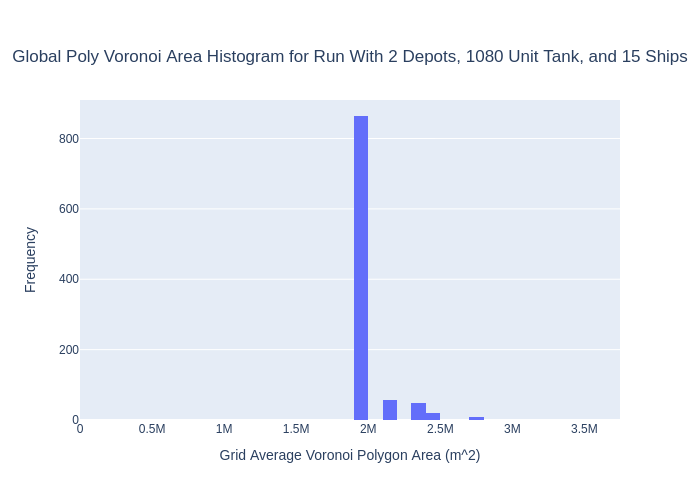 Global Poly Voronoi Area Histogram for Run With 2 Depots, 1080 Unit Tank, and 15 Ships
800
600
400
200
0
0 0.5M 1M 1.5M 2M 2.5M 3M 3.5M
Frequency
Grid Average Voronoi Polygon Area (m^2)